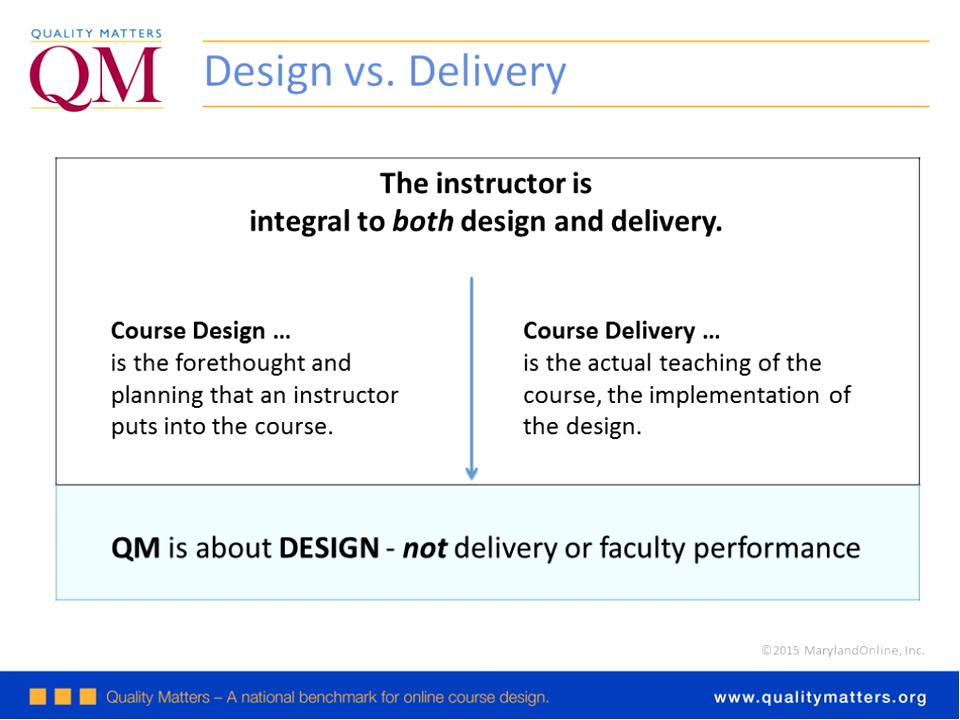 QUALITY MATTERS
QM
Design vs. Delivery
The instructor is
integral to both design and delivery.
Course Design ...
is the forethought and
planning that an instructor
puts into the course.
Course Delivery ...
is the actual teaching of the
course, the implementation of
the design.
QM is about DESIGN - not delivery or faculty performance
©2015 MarylandOnline, Inc.
Quality Matters – A national benchmark for online course design.
www.qualitymatters.org